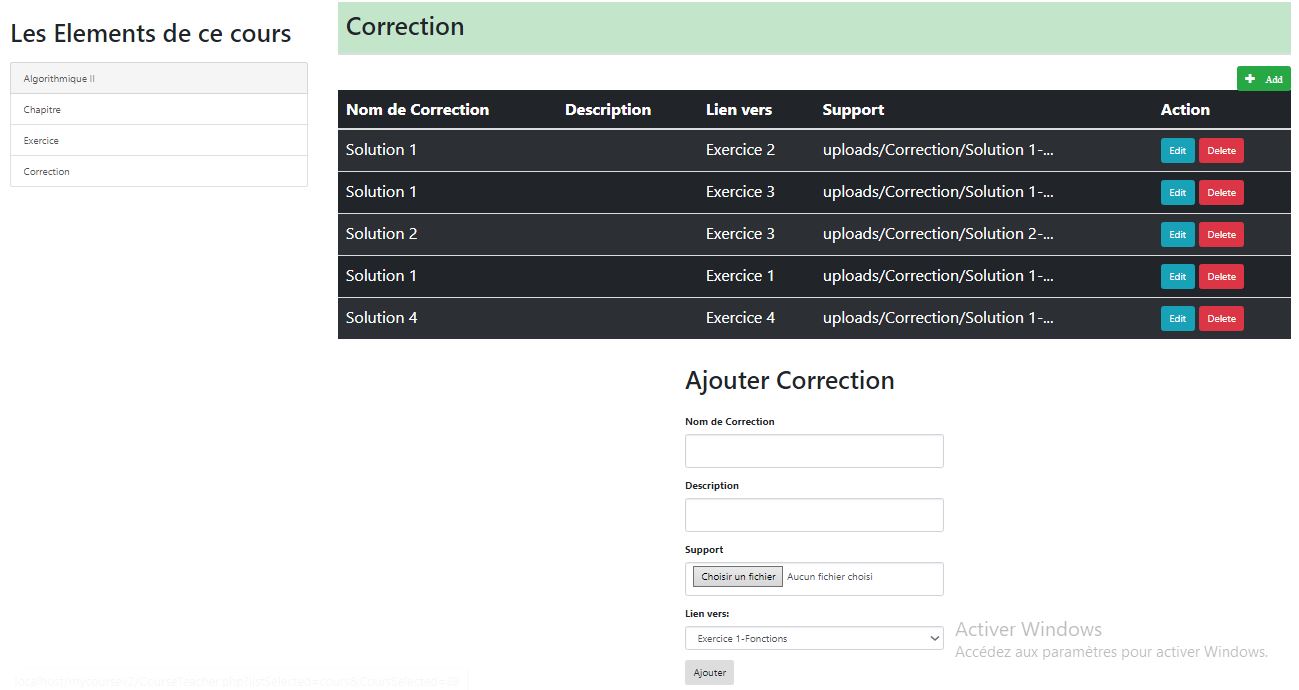 Les Elements de ce cours
Algorithmique II
Chapitre
Exercice
Correction
Correction
Add
Nom de Correction Description Lien vers Support Action
Solution 1 Exercice 2 uploads/Correction/Solution 1-... Edit Delete
Solution 1 Exercice 3 uploads/Correction/Solution 1-... Edit Delete
Solution 2 Exercice 3 uploads/Correction/Solution 2-... Edit Delete
Solution 1 Exercice 1 uploads/Correction/Solution 1-... Edit Delete
Solution 4 Exercice 4 uploads/Correction/Solution 1-... Edit Delete
Ajouter Correction
Nom de Correction
Description
Support
Choisir un fichier Aucun fichier choisi
Lien vers:
Exercice 1-Fonctions
Ajouter
Activer Windows
Accédez aux paramètres pour activer Windows.